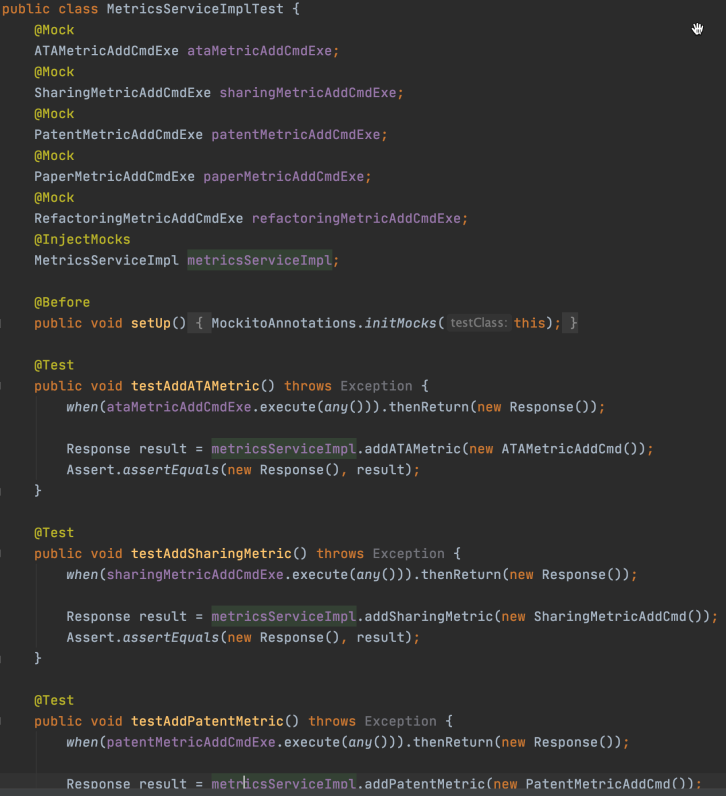 public class MetricsServiceImplTest {
@Mock
ATAMetricAddCmdExe ataMetricAddCmdExe;
@Mock
SharingMetricAddCmdExe sharingMetricAddCmdExe;
@Mock
PatentMetricAddCmdExe patentMetricAddCmdExe;
@Mock
PaperMetricAddCmdExe paperMetricAddCmdExe;
@Mock
RefactoringMetricAddCmdExe refactoringMetricAddCmdExe;
@InjectMocks
MetricsServiceImpl metricsServiceImpl;
@Before
public void setUp() { MockitoAnnotations.initMocks( testClass: this); }
@Test
public void testAddATAMetric() throws Exception {
when(ataMetricAddCmdExe.execute(any())).thenReturn(new Response());
Response result = metricsServiceImpl.addATAMetric(new ATAMetricAddCmd());
Assert.assertEquals(new Response(), result);
}
@Test
public void testAddSharingMetric() throws Exception {
when(sharingMetricAddCmdExe.execute(any())).thenReturn(new Response());
Response result = metricsServiceImpl.addSharingMetric(new SharingMetricAddCmd());
Assert.assertEquals(new Response(), result);
}
@Test
public void testAddPatentMetric() throws Exception {
when(patentMetricAddCmdExe.execute(any())).thenReturn(new Response());
Response result = metricsServiceImpl.addPatentMetric(new PatentMetricAddCmd());